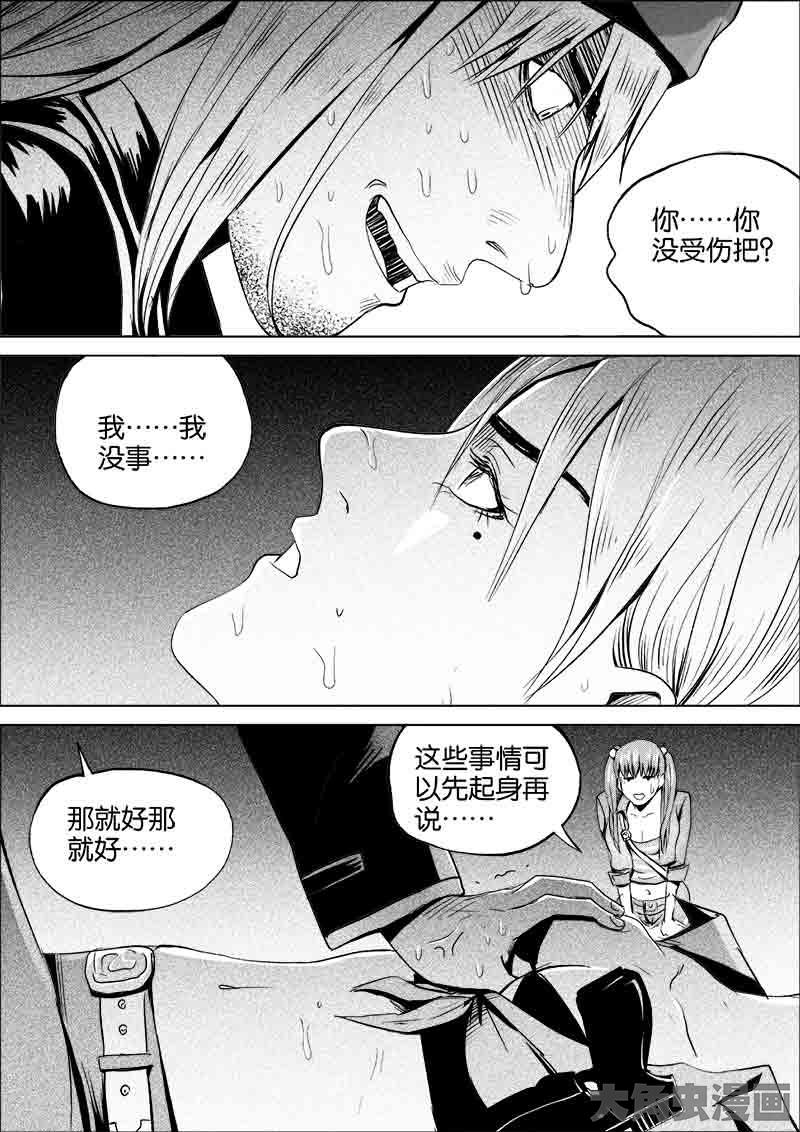 你……你
没受伤把？
我……我
没事……
那就好那
就好……
这些事情可
以先起身再
说……
大角虫漫画